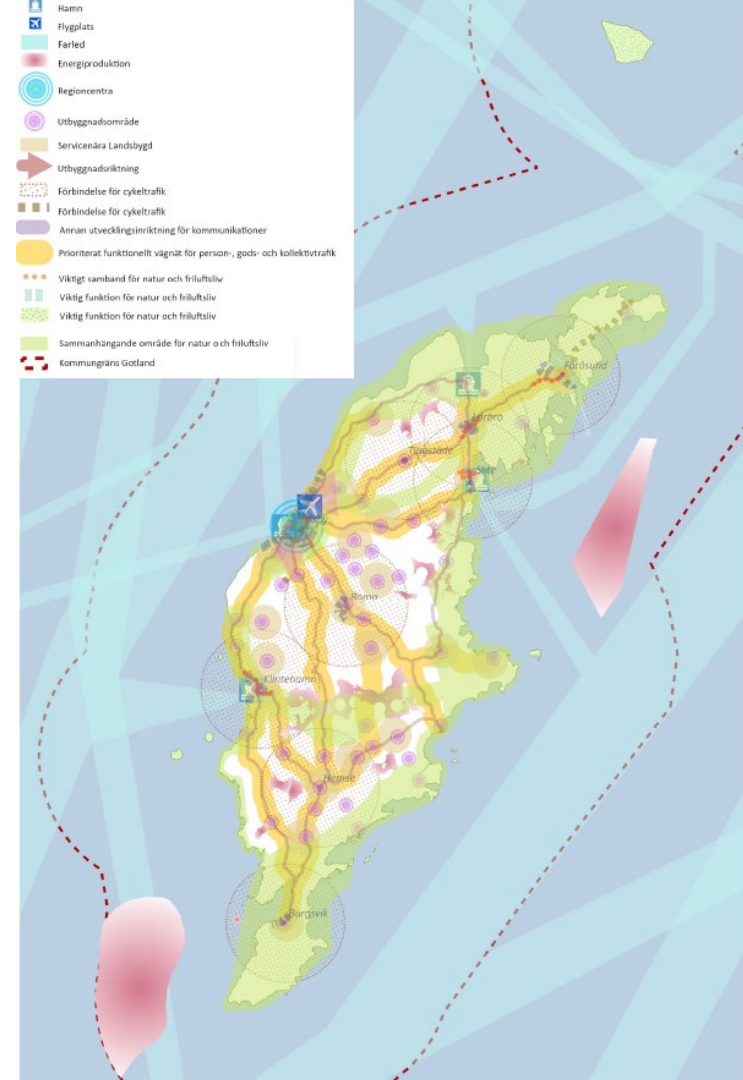 Hamn
Flygplats
Farled
Energiproduktion
Regioncentra
Utbyggnadsområde
Servicenära Landsbygd
Utbyggnadsriktning
Förbindelse för cykeltrafik
Förbindelse för cykeltrafik
Annan utvecklingsinriktning för kommunikationer
Prioriterat funktionellt vägnät för person-, gods- och kollektivtrafik
Viktigt samband för natur och friluftsliv
Viktig funktion för natur och friluftsliv
Viktig funktion för natur och friluftsliv
Sammanhängande område för natur och friluftsliv
Kommungräns Gotland
Fårösund
Lärbro
Tingstäde
Slite
Roma
Klintehamn
Hemse
Burgsvik